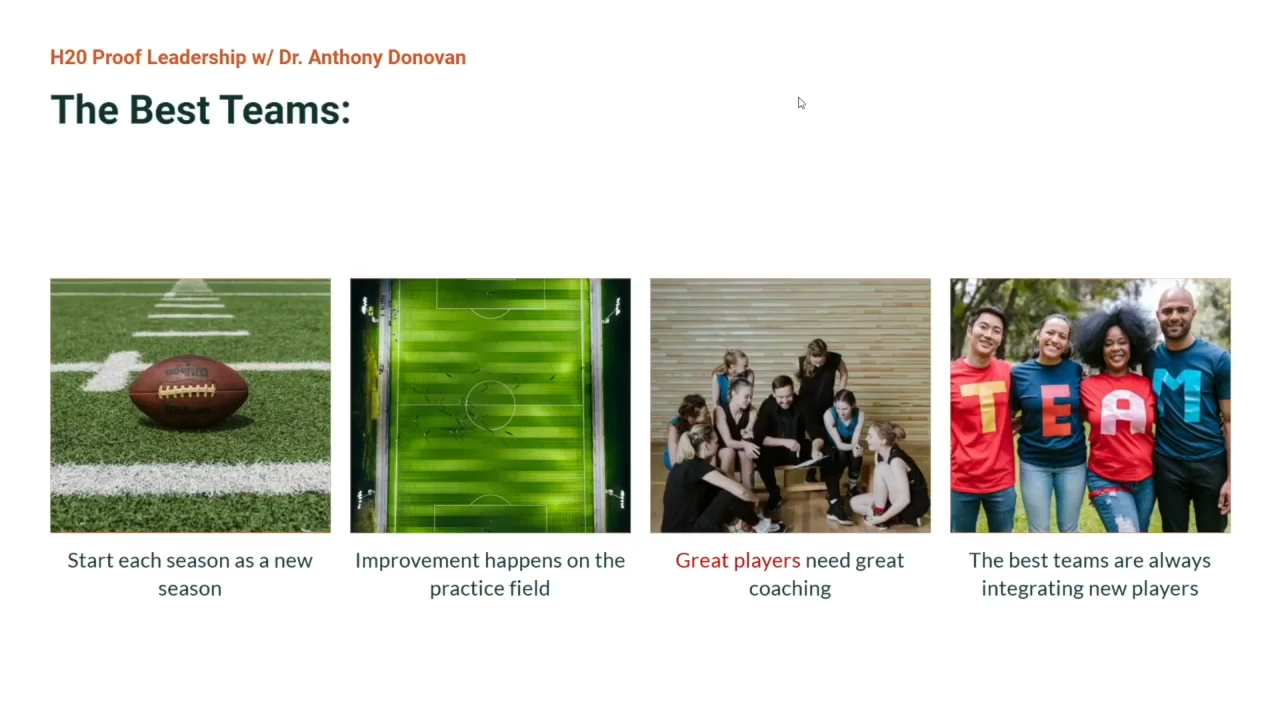 H20 Proof Leadership w/ Dr. Anthony Donovan
The Best Teams:
Wilson
T E A M
Start each season as a new
season
Improvement happens on the
practice field
Great players need great
coaching
The best teams are always
integrating new players